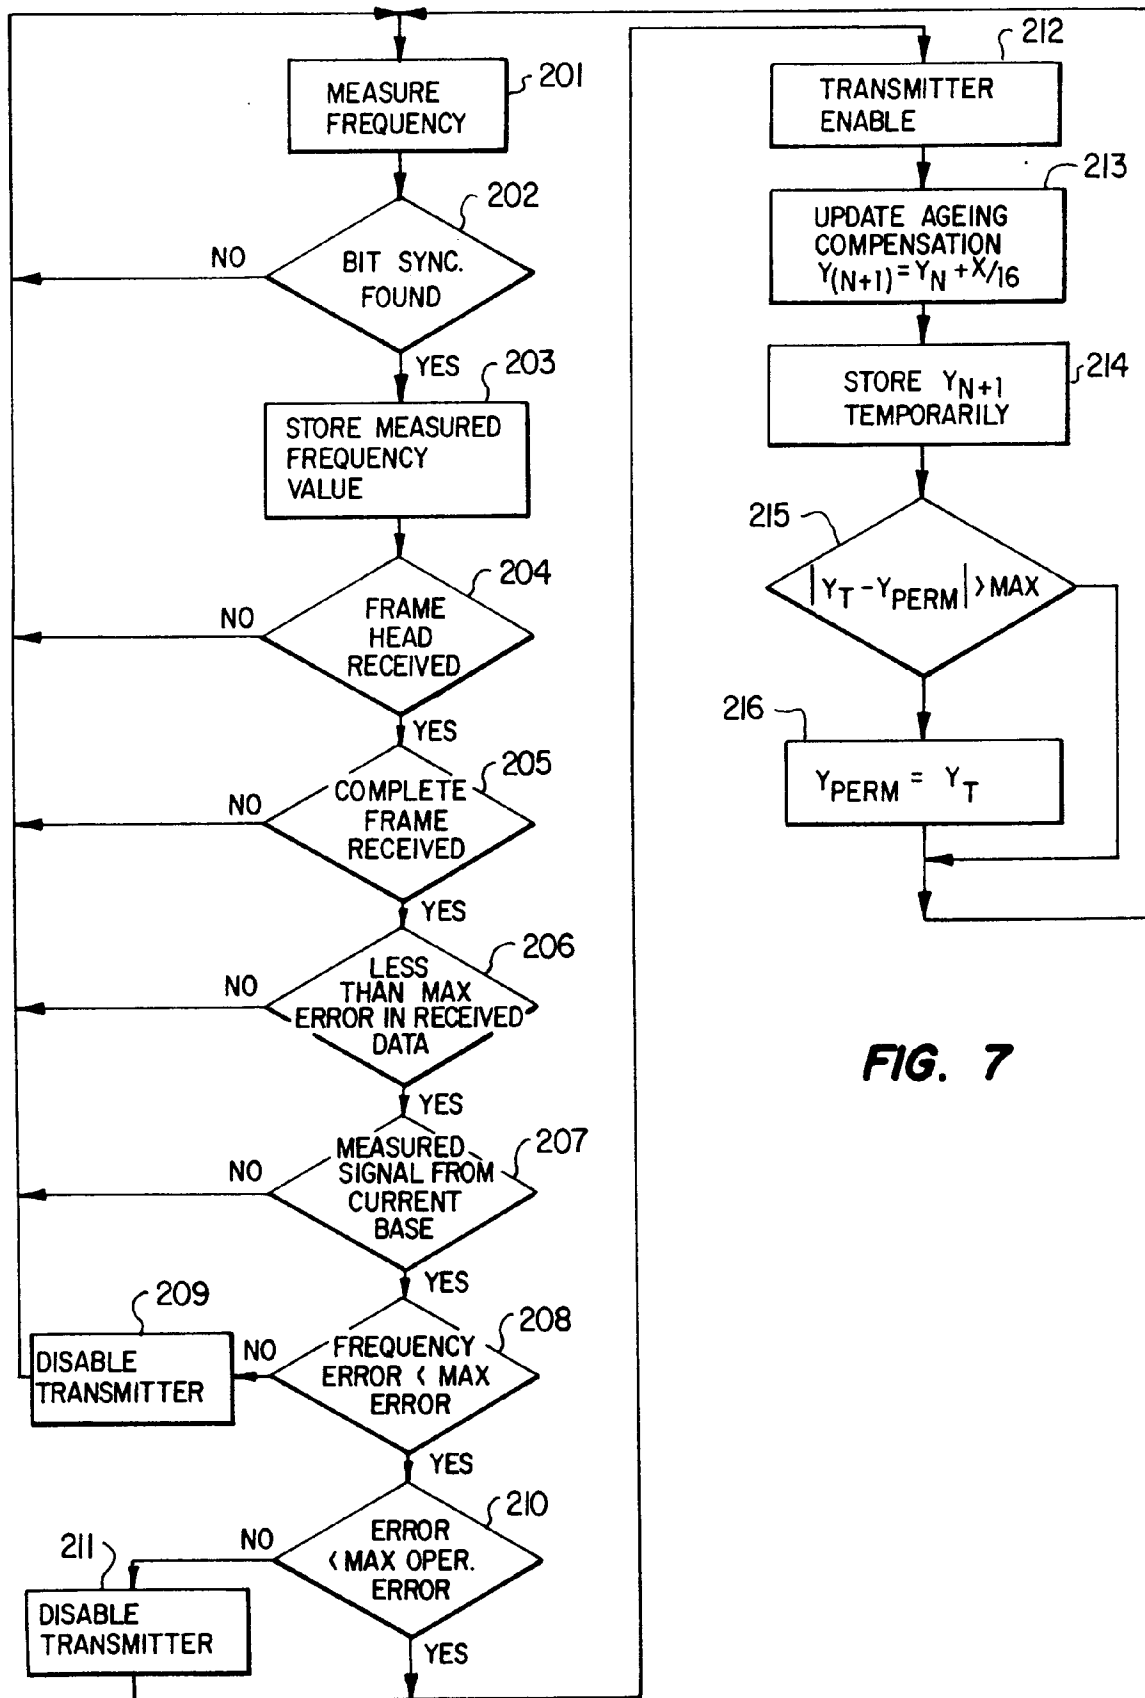 201
MEASURE
FREQUENCY
202
NO
BIT SYNC.
FOUND
YES
203
STORE MEASURED
FREQUENCY
VALUE
204
NO
FRAME
HEAD
RECEIVED
YES
205
NO
COMPLETE
FRAME
RECEIVED
YES
206
NO
LESS
THAN MAX
ERROR IN RECEIVED
DATA
YES
207
NO
MEASURED
SIGNAL FROM
CURRENT
BASE
YES
208
209
NO
FREQUENCY
ERROR < MAX
ERROR
DISABLE
TRANSMITTER
YES
210
NO
ERROR
< MAX OPER.
ERROR
211
DISABLE
TRANSMITTER
YES
212
TRANSMITTER
ENABLE
213
UPDATE AGEING
COMPENSATION
Y(N+1) = YN + X/16
214
STORE YN+1
TEMPORARILY
215
|YT - YPERM| > MAX
216
YPERM = YT
FIG. 7